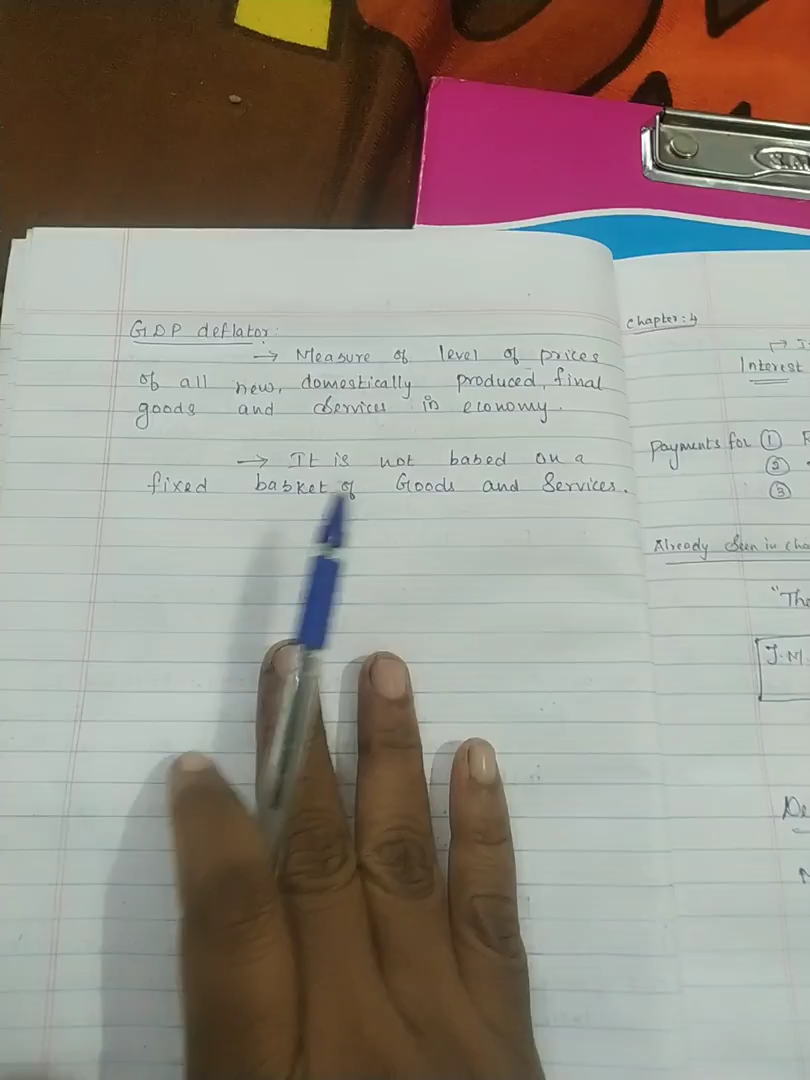 GDP deflator:
→ Measure of level of prices
of all new, domestically produced, final
goods and services in economy.
→ It is not based on a
fixed basket of Goods and Services.
Chapter: 4
Interest
Payments for ①
②
③
Already seen in
"The
J.M.